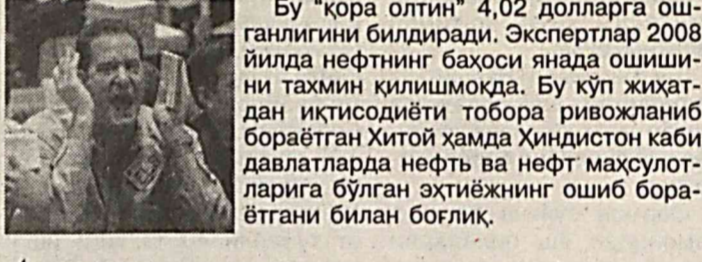 Бу “қора олтин” 4,02 долларга ош-
ганлигини билдиради. Экспертлар 2008
йилда нефтнинг баҳоси янада ошиши-
ни тахмин қилишмоқда. Бу кўп жиҳат-
дан иқтисодиёти тобора ривожланиб
бораётган Хитой ҳамда Ҳиндистон каби
давлатларда нефть ва нефт маҳсулот-
ларига бўлган эҳтиёжнинг ошиб бора-
ётгани билан боғлиқ.